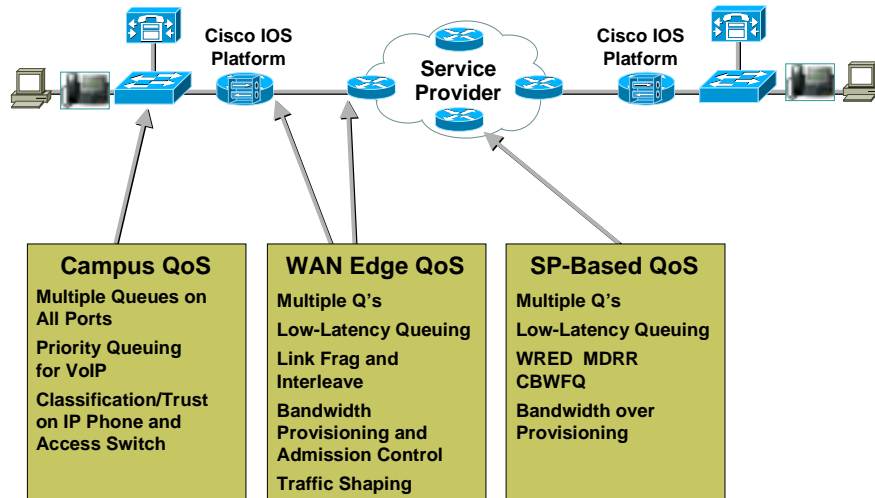 Cisco IOS
Platform
Service
Provider
Cisco IOS
Platform
Campus QoS
Multiple Queues on
All Ports
Priority Queuing
for VoIP
Classification/Trust
on IP Phone and
Access Switch
WAN Edge QoS
Multiple Q's
Low-Latency Queuing
Link Frag and
Interleave
Bandwidth
Provisioning and
Admission Control
Traffic Shaping
SP-Based QoS
Multiple Q's
Low-Latency Queuing
WRED MDRR
CBWFQ
Bandwidth over
Provisioning